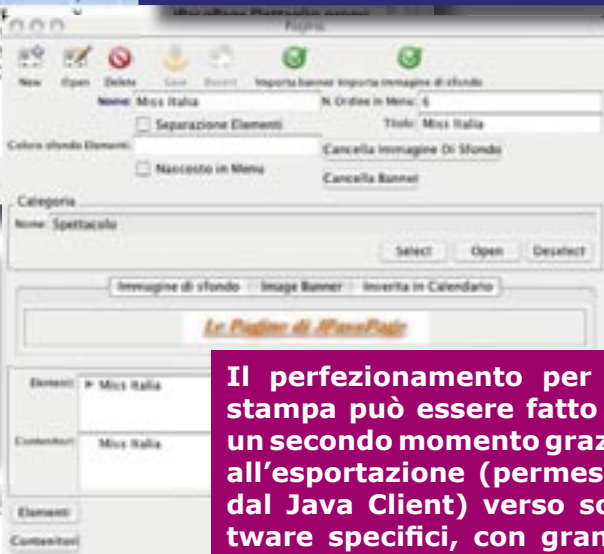 JPasoPage Dettaglio
Pagina
New Open Delete Save Revert Importa banner Importa immagine di sfondo
Nome: Miss Italia N. Ordine in Menu: 6
Separazione Elementi Titolo: Miss Italia
Colore sfondo Elementi: Cancella Immagine Di Sfondo
Nascosto in Menu Cancella Banner
Categoria
Nome: Spettacolo
Select Open Deselect
Immagine di sfondo Image Banner Inserita in Calendario
Le Pagine di JPasoPage
Elementi: Miss Italia
Contenitori: Miss Italia
Elementi
Contenitori
Il perfezionamento per
stampa può essere fatto
un secondo momento graz
all'esportazione (permes
dal Java Client) verso so
tware specifici, con gran